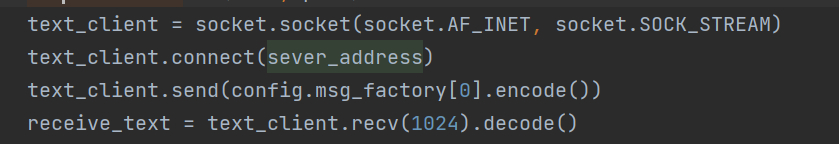 text_client = socket.socket(socket.AF_INET, socket.SOCK_STREAM)
text_client.connect(sever_address)
text_client.send(config.msg_factory[0].encode())
receive_text = text_client.recv(1024).decode()